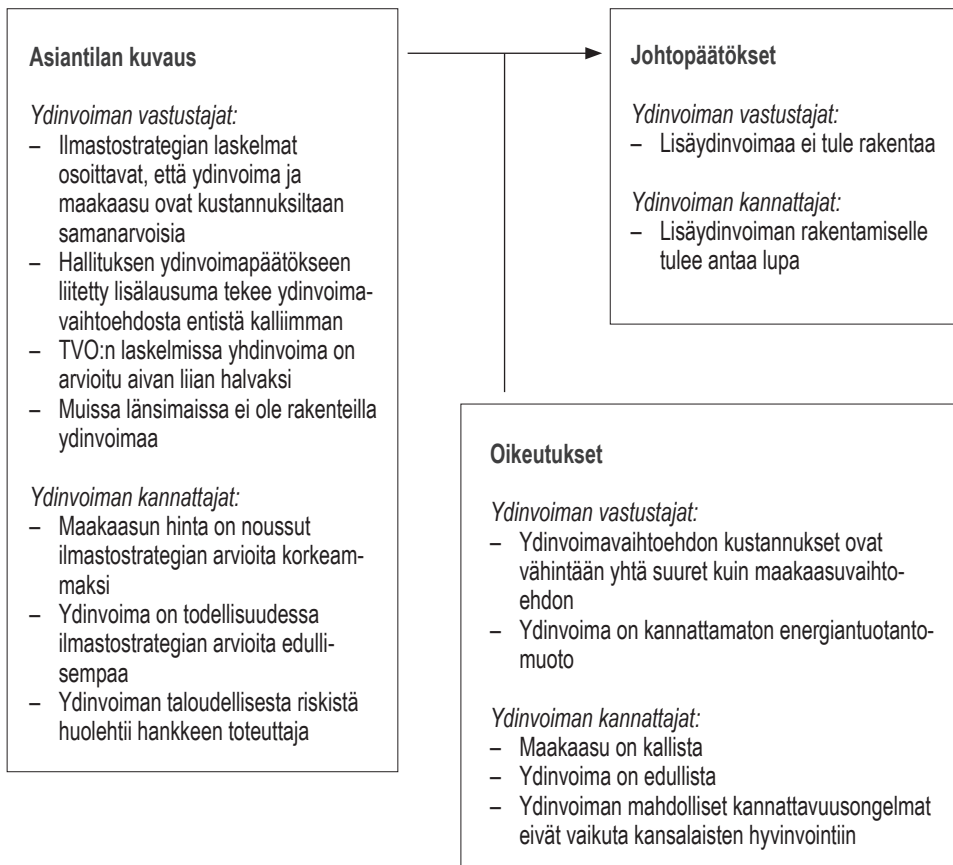 Asiantilan kuvaus
Ydinvoiman vastustajat:
– Ilmastostrategian laskelmat
osoittavat, että ydinvoima ja
maakaasu ovat kustannuksiltaan
samanarvoisia
– Hallituksen ydinvoimapäätökseen
liitetty lisälausuma tekee ydinvoima-
vaihtoehdosta entistä kalliimman
– TVO:n laskelmissa yhdinvoima on
arvioitu aivan liian halvaksi
– Muissa länsimaissa ei ole rakenteilla
ydinvoimaa
Ydinvoiman kannattajat:
– Maakaasun hinta on noussut
ilmastostrategian arvioita korkeam-
maksi
– Ydinvoima on todellisuudessa
ilmastostrategian arvioita edulli-
sempaa
– Ydinvoiman taloudellisesta riskistä
huolehtii hankkeen toteuttaja
Johtopäätökset
Ydinvoiman vastustajat:
– Lisäydinvoimaa ei tule rakentaa
Ydinvoiman kannattajat:
– Lisäydinvoiman rakentamiselle
tulee antaa lupa
Oikeutukset
Ydinvoiman vastustajat:
– Ydinvoimavaihtoehdon kustannukset ovat
vähintään yhtä suuret kuin maakaasuvaihto-
ehdon
– Ydinvoima on kannattamaton energiantuotanto-
muoto
Ydinvoiman kannattajat:
– Maakaasu on kallista
– Ydinvoima on edullista
– Ydinvoiman mahdolliset kannattavuusongelmat
eivät vaikuta kansalaisten hyvinvointiin